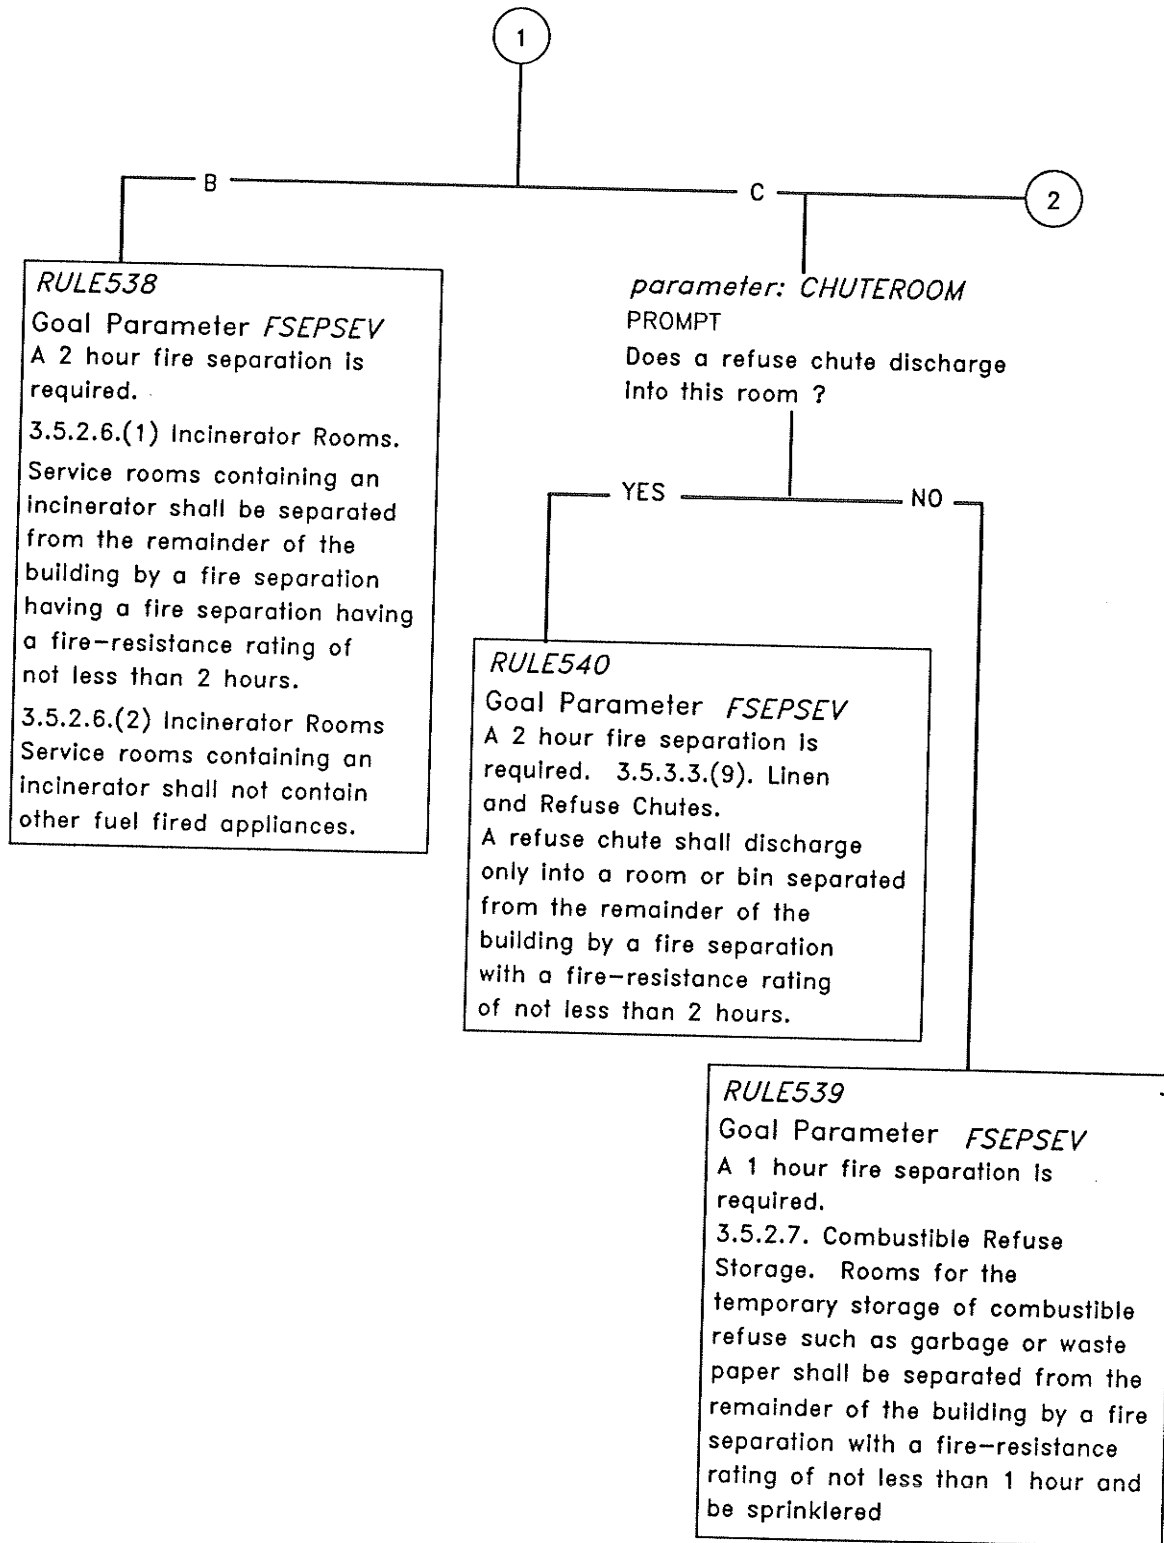 1
B
C
2
RULE538
Goal Parameter FSEPSEV
A 2 hour fire separation is
required.
3.5.2.6.(1) Incinerator Rooms.
Service rooms containing an
incinerator shall be separated
from the remainder of the
building by a fire separation
having a fire separation having
a fire-resistance rating of
not less than 2 hours.
3.5.2.6.(2) Incinerator Rooms
Service rooms containing an
incinerator shall not contain
other fuel fired appliances.
parameter: CHUTEROOM
PROMPT
Does a refuse chute discharge
into this room ?
YES
NO
RULE540
Goal Parameter FSEPSEV
A 2 hour fire separation is
required. 3.5.3.3.(9). Linen
and Refuse Chutes.
A refuse chute shall discharge
only into a room or bin separated
from the remainder of the
building by a fire separation
with a fire-resistance rating
of not less than 2 hours.
RULE539
Goal Parameter FSEPSEV
A 1 hour fire separation is
required.
3.5.2.7. Combustible Refuse
Storage. Rooms for the
temporary storage of combustible
refuse such as garbage or waste
paper shall be separated from the
remainder of the building by a fire
separation with a fire-resistance
rating of not less than 1 hour and
be sprinklered